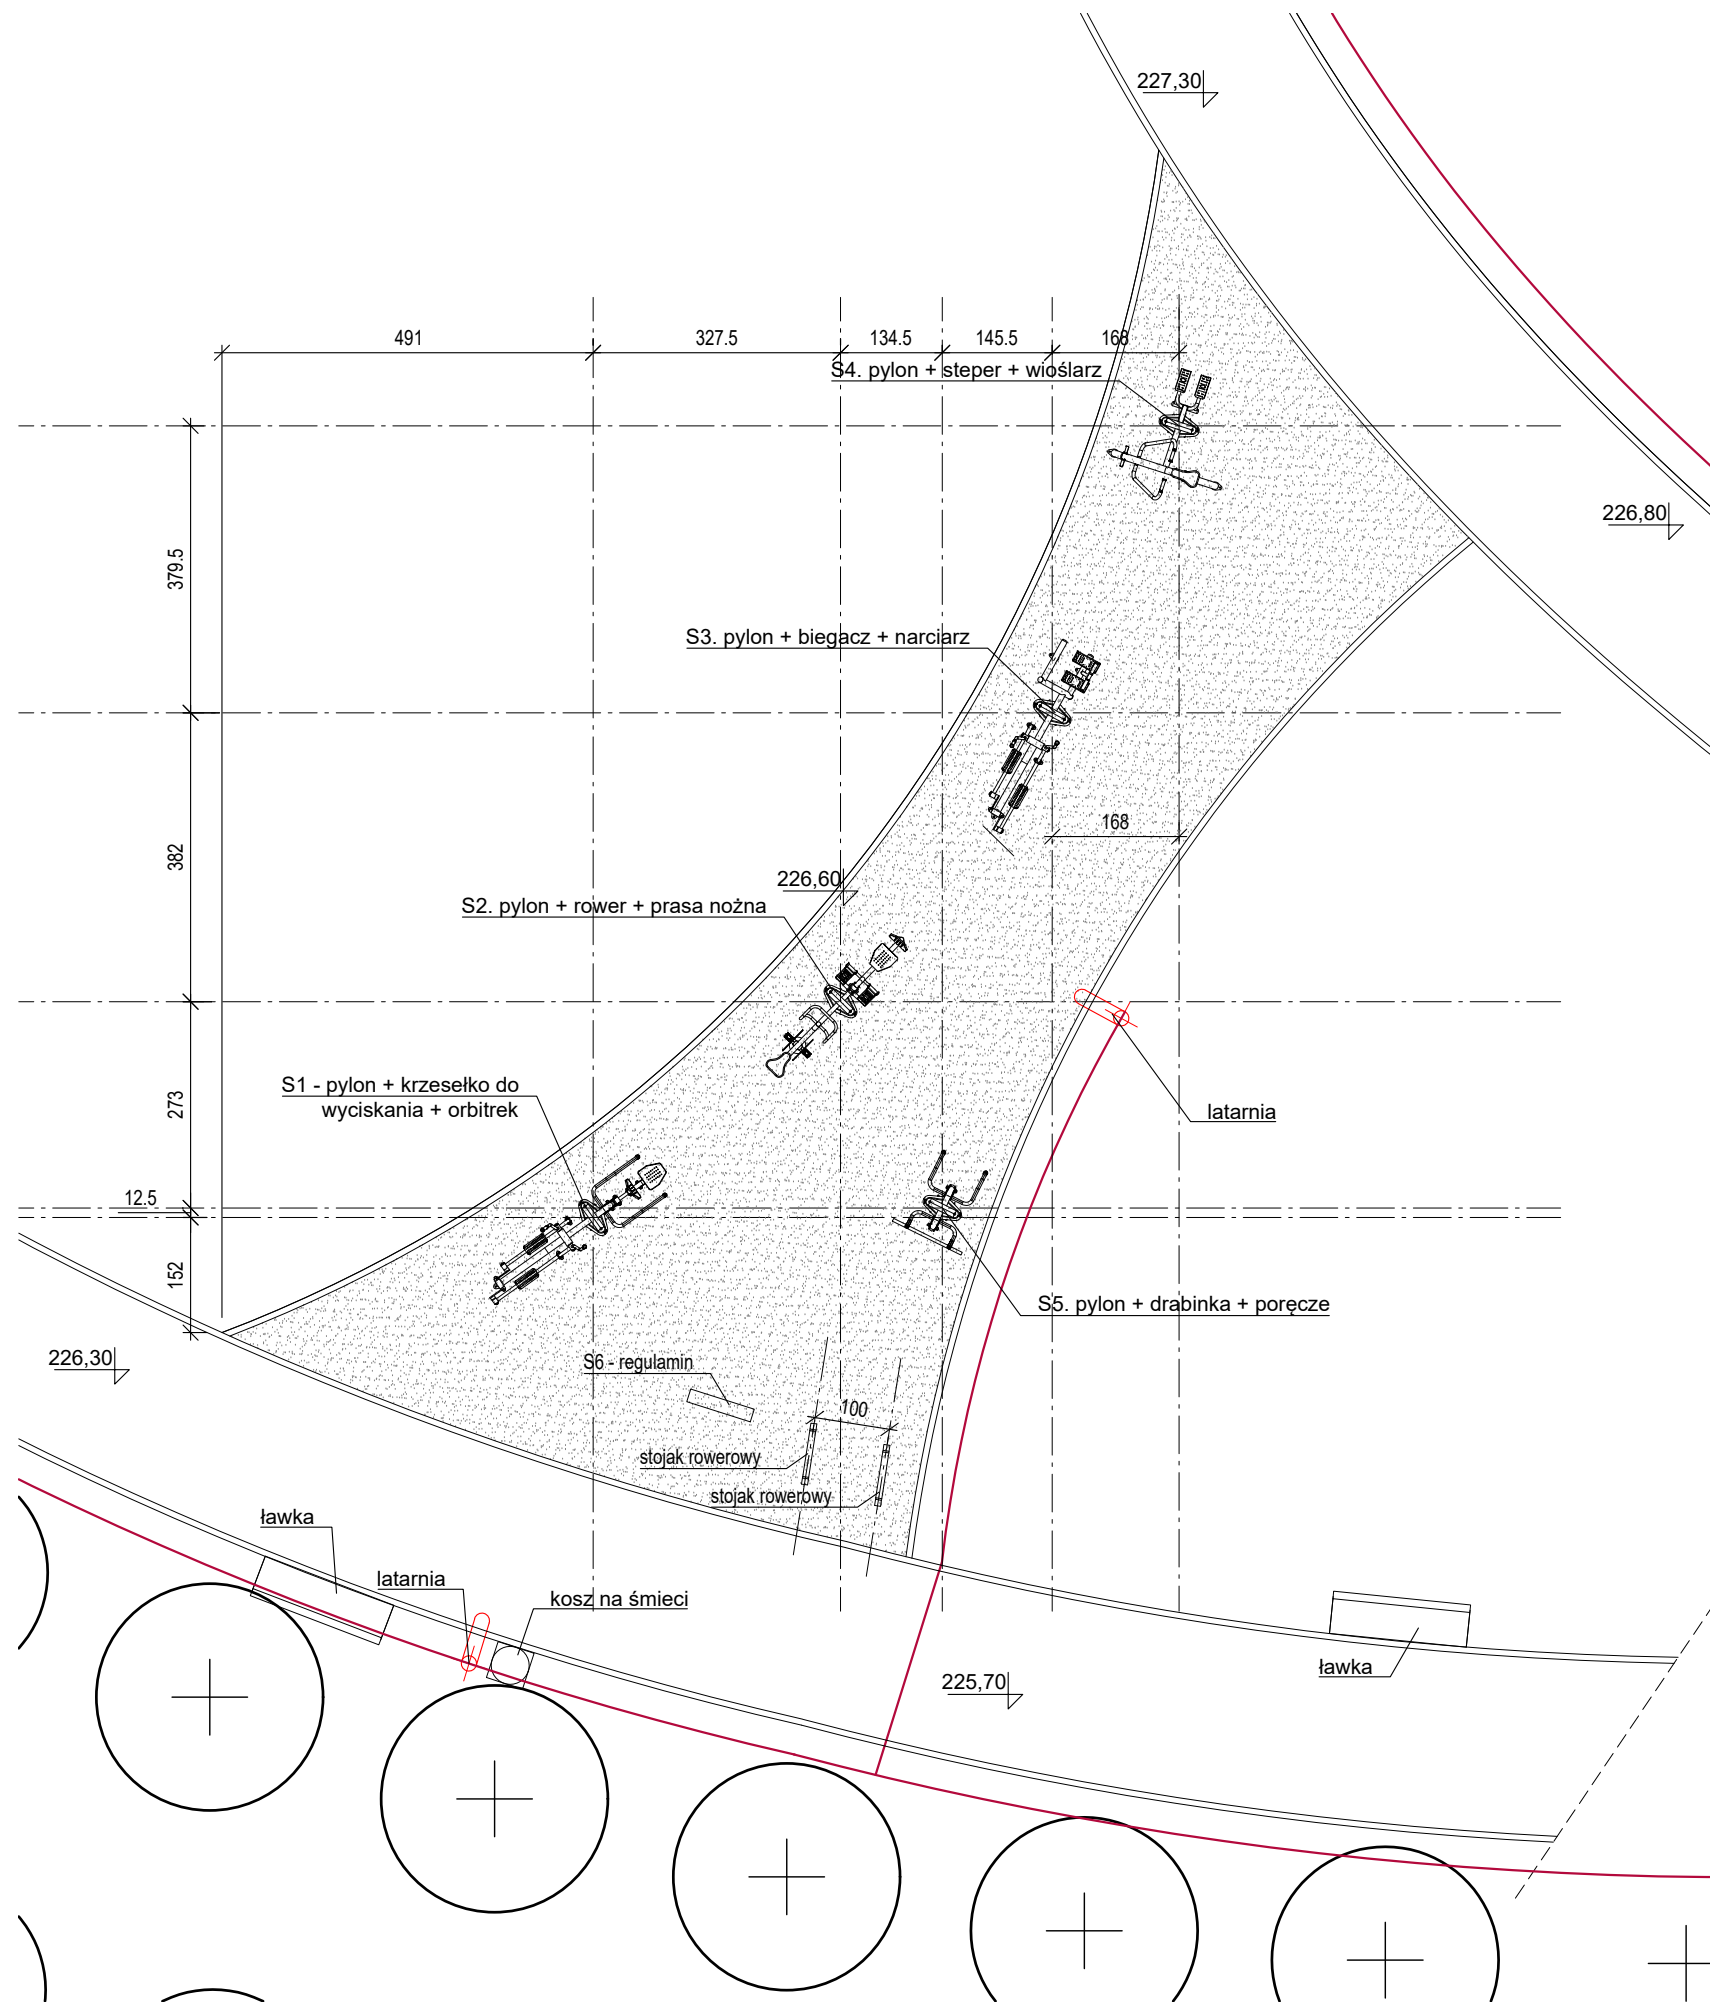 227,30
491
327.5
134.5
145.5
168
S4. pylon + steper + wioślarz
226,80
379.5
S3. pylon + biegacz + narciarz
168
382
226,60
S2. pylon + rower + prasa nożna
S1 - pylon + krzesełko do
wyciskania + orbitrek
273
latarnia
12.5
152
S5. pylon + drabinka + poręcze
226,30
S6 - regulamin
100
stojak rowerowy
stojak rowerowy
ławka
latarnia
kosz na śmieci
ławka
225,70